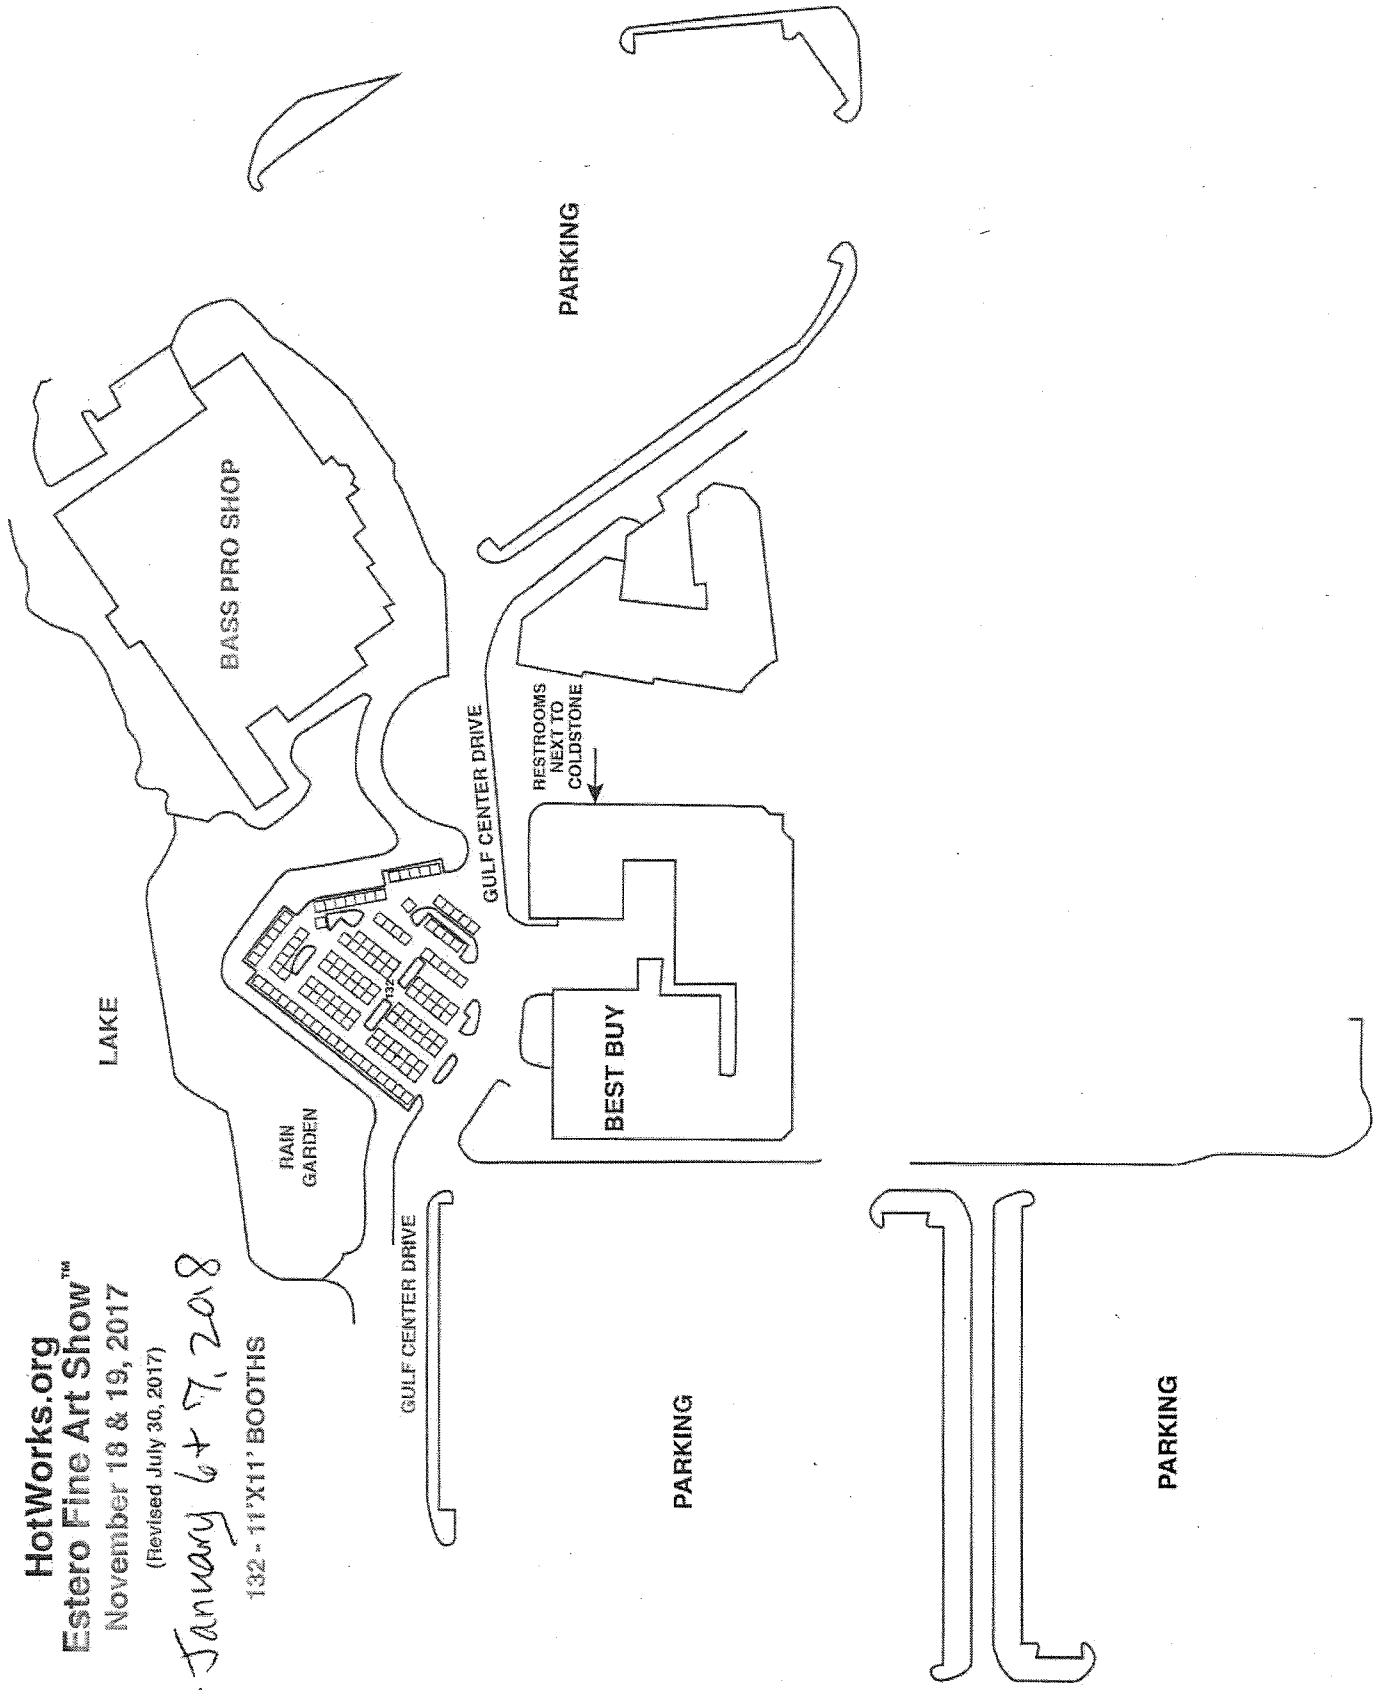 HotWorks.org
Estero Fine Art Show™
November 18 & 19, 2017
(Revised July 30, 2017)
January 6+7, 2018
132 - 11'X11' BOOTHS
LAKE
RAIN
GARDEN
GULF CENTER DRIVE
BASS PRO SHOP
132
GULF CENTER DRIVE
RESTROOMS
NEXT TO
COLDSTONE
BEST BUY
PARKING
PARKING
PARKING